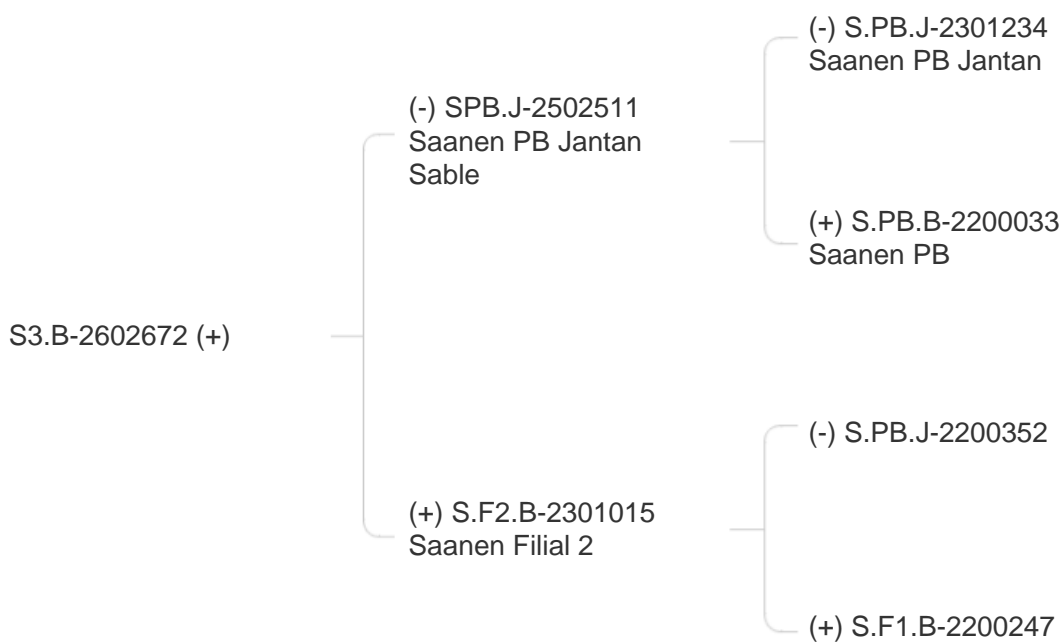 (-) S.PB.J-2301234
Saanen PB Jantan
(-) SPB.J-2502511
Saanen PB Jantan
Sable
(+) S.PB.B-2200033
Saanen PB
S3.B-2602672 (+)
(-) S.PB.J-2200352
(+) S.F2.B-2301015
Saanen Filial 2
(+) S.F1.B-2200247